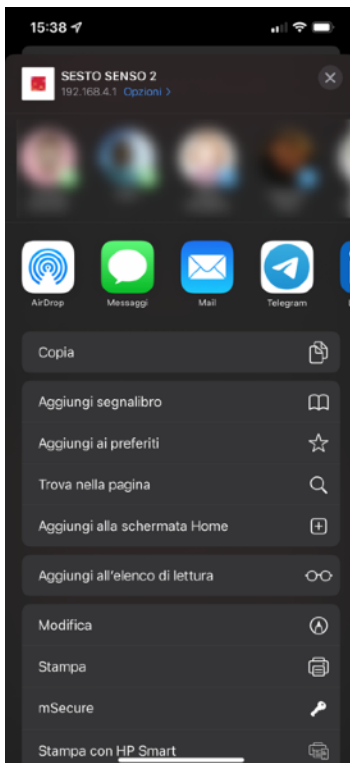 15:38
SESTO SENSO 2
192.168.4.1 Opzioni >
AirDrop Messaggi Mail Telegram
Copia
Aggiungi segnalibro
Aggiungi ai preferiti
Trova nella pagina
Aggiungi alla schermata Home
Aggiungi all'elenco di lettura
Modifica
Stampa
mSecure
Stampa con HP Smart